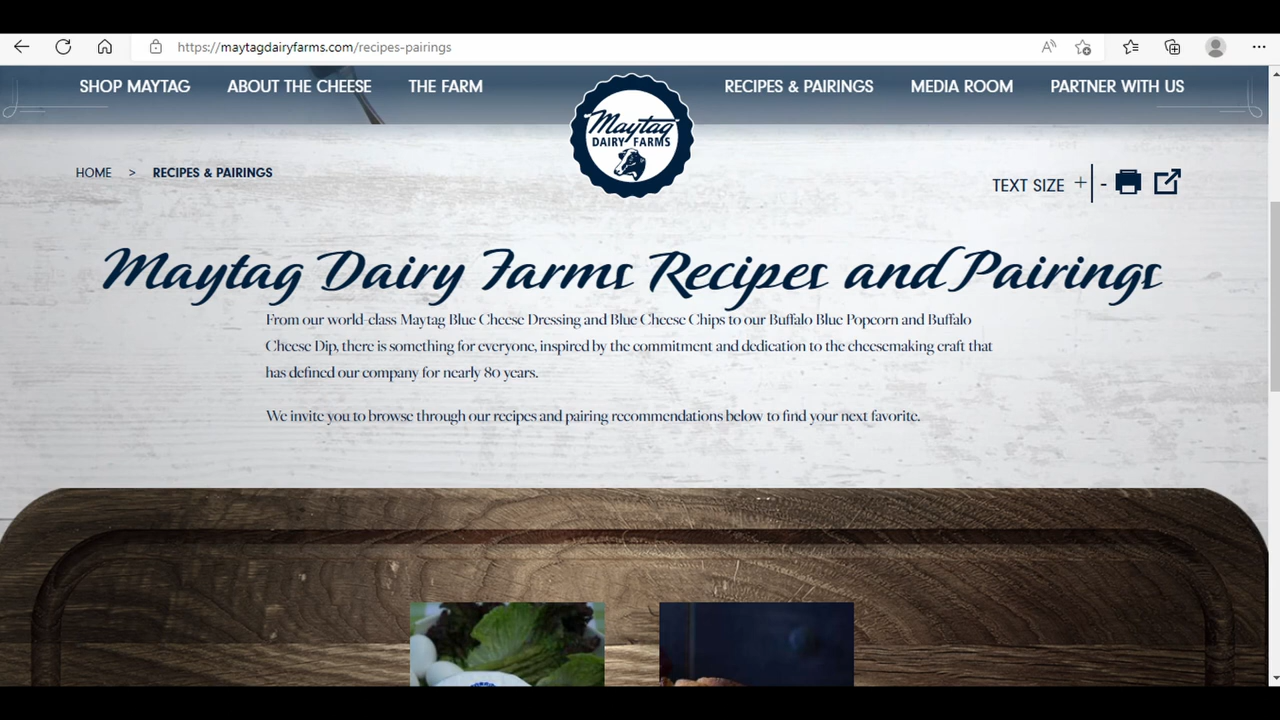 https://maytagdairyfarms.com/recipes-pairings
SHOP MAYTAG ABOUT THE CHEESE THE FARM RECIPES & PAIRINGS MEDIA ROOM PARTNER WITH US
Maytag
DAIRY FARMS
HOME > RECIPES & PAIRINGS
TEXT SIZE + -
Maytag Dairy Farms Recipes and Pairings
From our world-class Maytag Blue Cheese Dressing and Blue Cheese Chips to our Buffalo Blue Popcorn and Buffalo
Cheese Dip, there is something for everyone, inspired by the commitment and dedication to the cheesemaking craft that
has defined our company for nearly 80 years.
We invite you to browse through our recipes and pairing recommendations below to find your next favorite.